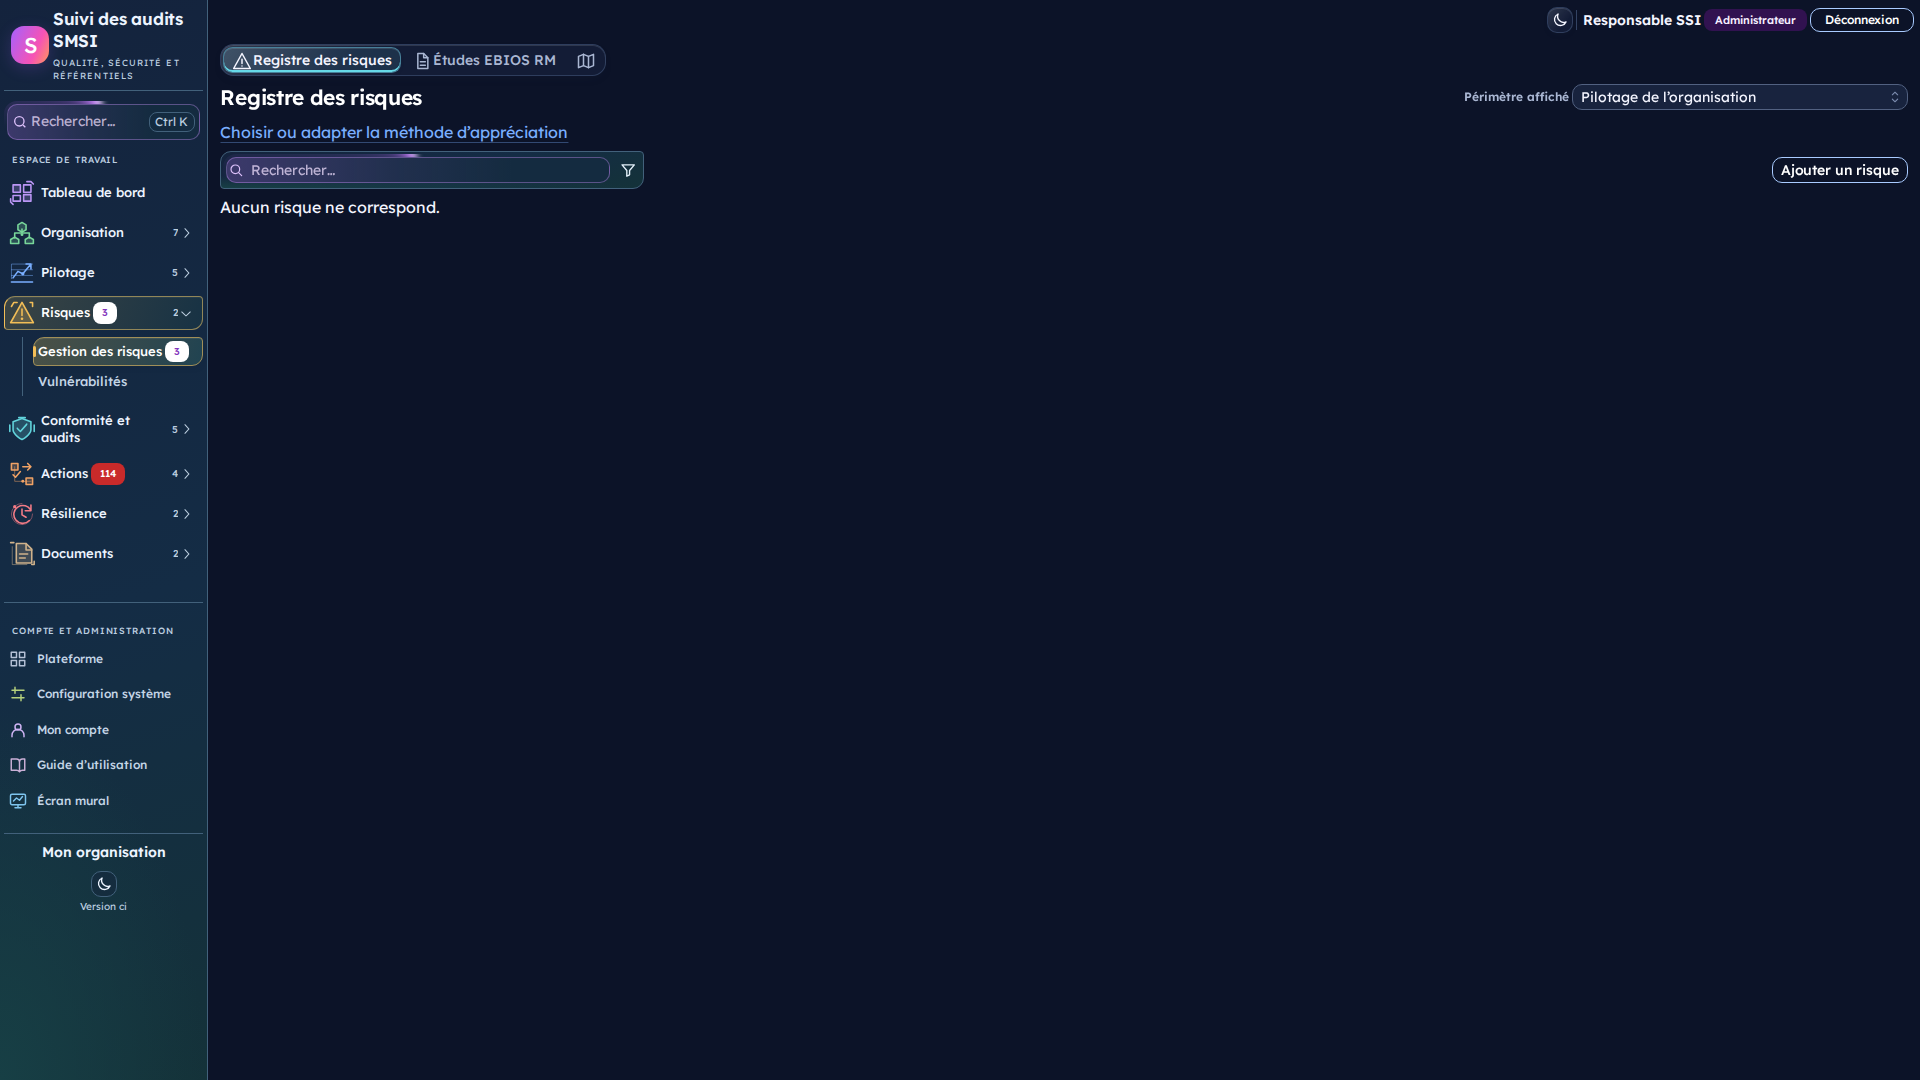 Suivi des audits
SMSI
QUALITÉ, SÉCURITÉ ET
RÉFÉRENTIELS
S
Rechercher…
Ctrl K
ESPACE DE TRAVAIL
Tableau de bord
Organisation
7
Pilotage
5
Risques
3
2
Gestion des risques
3
Vulnérabilités
Conformité et
audits
5
Actions
114
4
Résilience
2
Documents
2
COMPTE ET ADMINISTRATION
Plateforme
Configuration système
Mon compte
Guide d’utilisation
Écran mural
Mon organisation
Version ci
Responsable SSI
Administrateur
Déconnexion
Registre des risques
Études EBIOS RM
Registre des risques
Périmètre affiché
Pilotage de l’organisation
Choisir ou adapter la méthode d’appréciation
Rechercher…
Ajouter un risque
Aucun risque ne correspond.